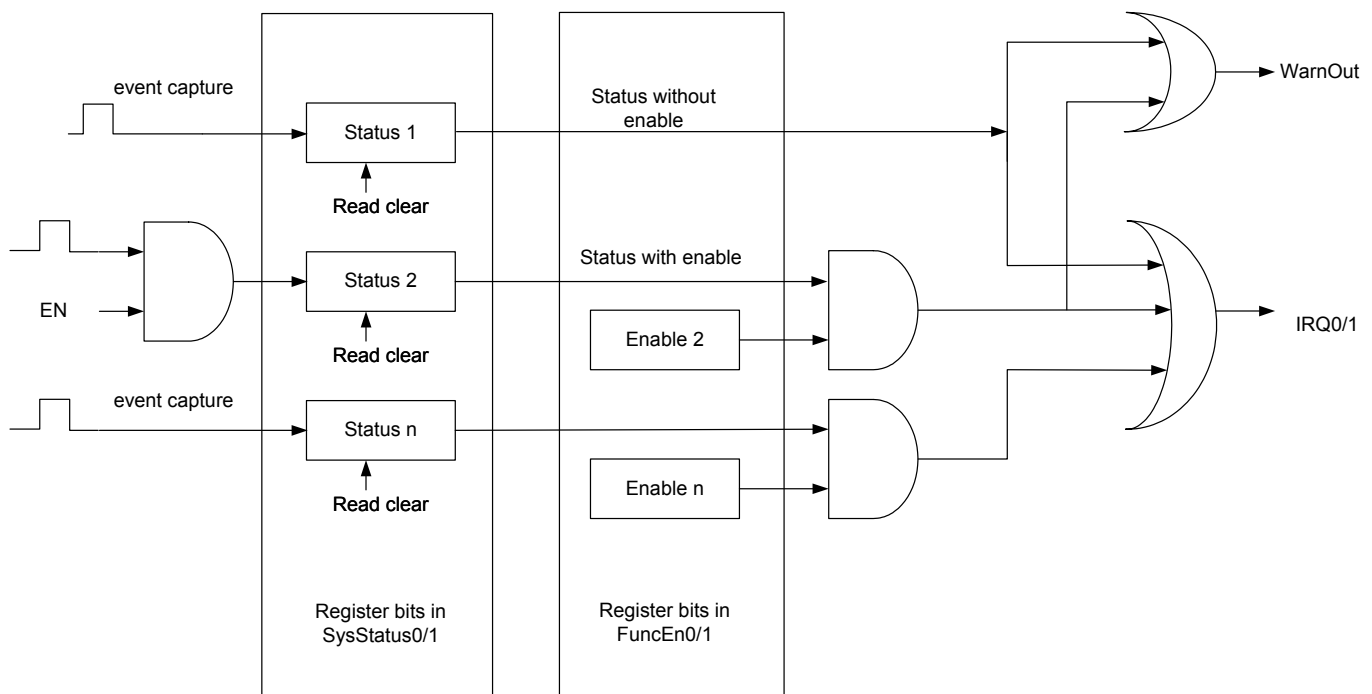 WarnOut
event capture
Status without
enable
Status 1
Read clear
Status with enable
Status 2
EN
IRQ0/1
Enable 2
Read clear
event capture
Status n
Enable n
Read clear
Register bits in
SysStatus0/1
Register bits in
FuncEn0/1